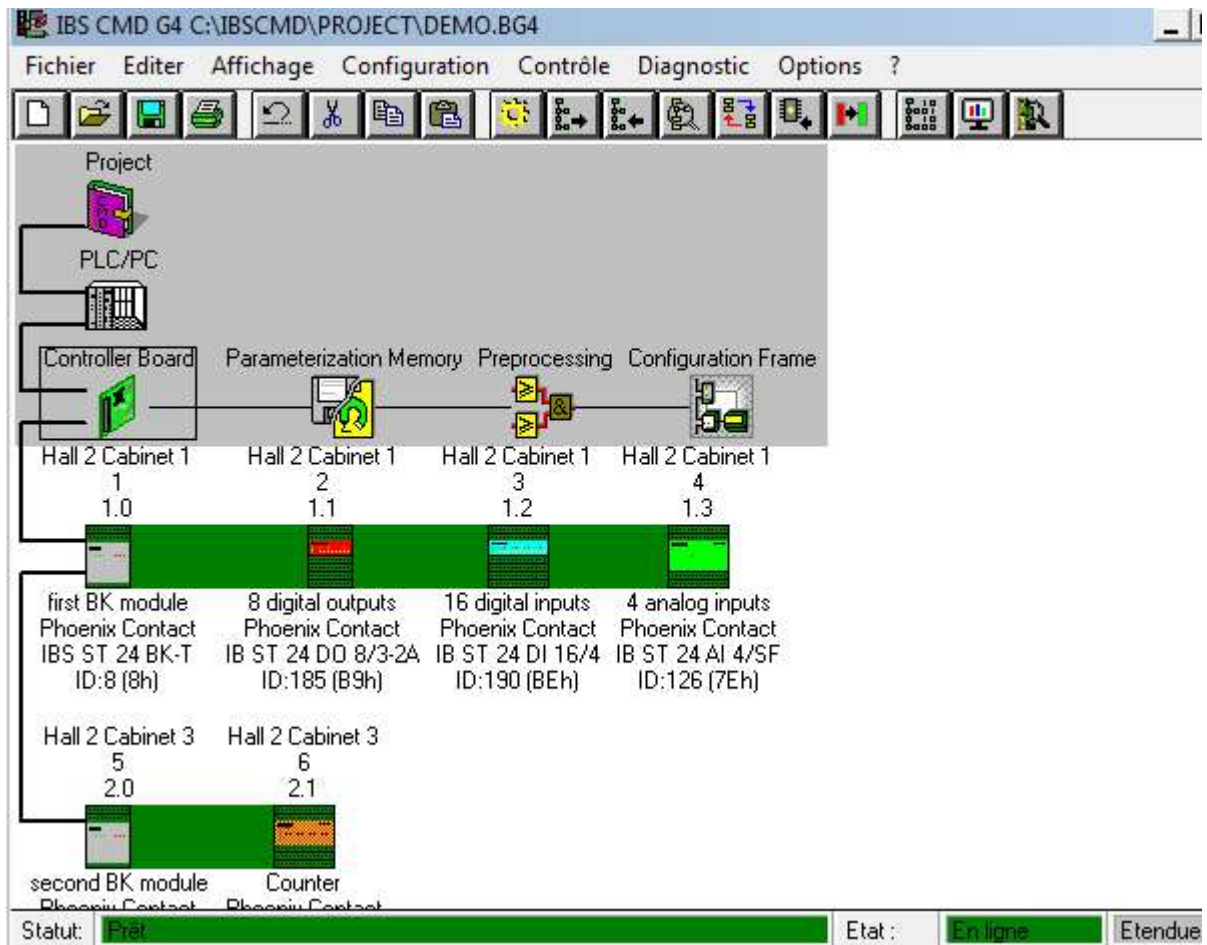 IBS CMD G4 C:\IBSCMD\PROJECT\DEMO.BG4
Fichier Editer Affichage Configuration Contrôle Diagnostic Options ?
Project
PLC/PC
Controller Board Parameterization Memory Preprocessing Configuration Frame
Hall 2 Cabinet 1 Hall 2 Cabinet 1 Hall 2 Cabinet 1 Hall 2 Cabinet 1
1 2 3 4
1.0 1.1 1.2 1.3
first BK module 8 digital outputs 16 digital inputs 4 analog inputs
Phoenix Contact Phoenix Contact Phoenix Contact Phoenix Contact
IBS ST 24 BK-T IB ST 24 DO 8/3-2A IB ST 24 DI 16/4 IB ST 24 AI 4/SF
ID:8 (8h) ID:185 (B9h) ID:190 (BEh) ID:126 (7Eh)
Hall 2 Cabinet 3 Hall 2 Cabinet 3
5 6
2.0 2.1
second BK module Counter
Phoenix Contact Phoenix Contact
Statut: Prêt Etat : En ligne Etendue